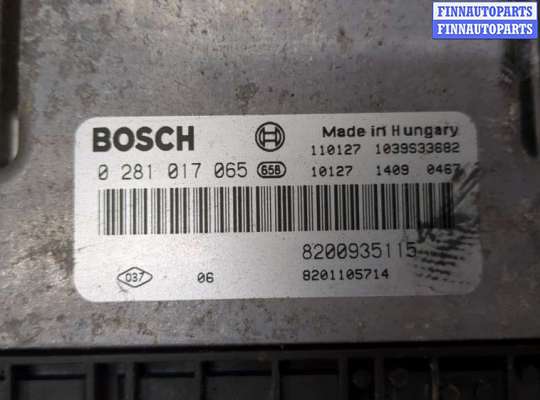 FINNAUTOPARTS
FINNAUTOPARTS
BOSCH
Made in Hungary
0 281 017 065 658
110127 1039S33682
10127 1409 0467
8200935115
037 06 8201105714